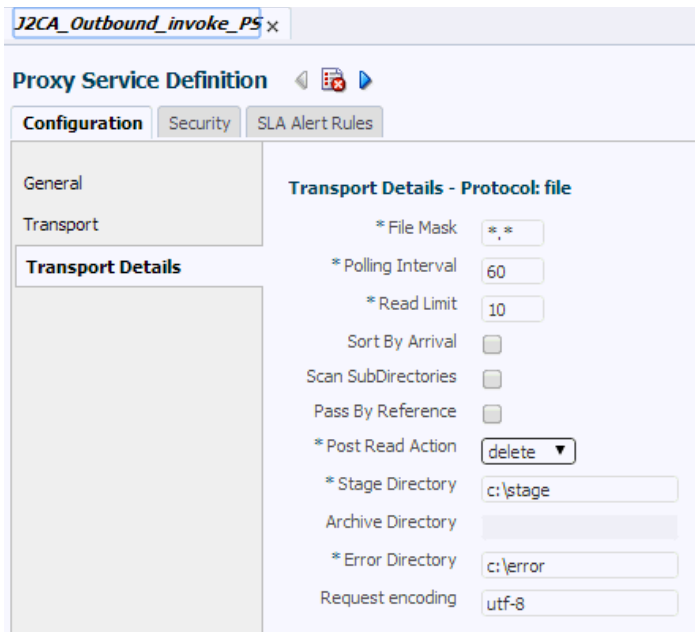 J2CA_Outbound_invoke_PS ×
Proxy Service Definition
Configuration Security SLA Alert Rules
General
Transport
Transport Details
Transport Details - Protocol: file
* File Mask *.*
* Polling Interval 60
* Read Limit 10
Sort By Arrival
Scan SubDirectories
Pass By Reference
* Post Read Action delete ▼
* Stage Directory c:\stage
Archive Directory
* Error Directory c:\error
Request encoding utf-8